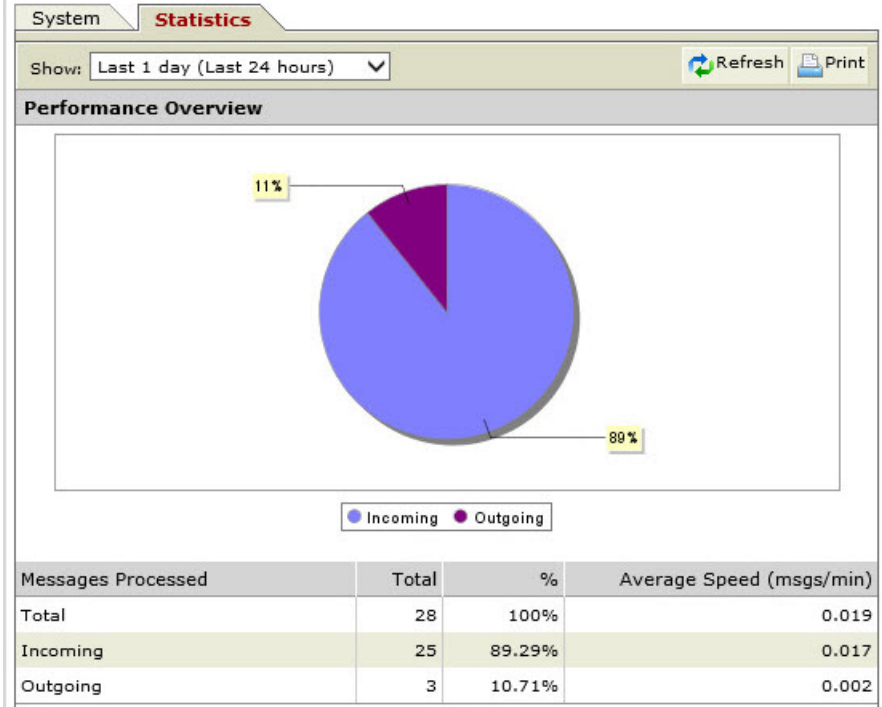 System Statistics
Show: Last 1 day (Last 24 hours) Refresh Print
Performance Overview
11%
89%
Incoming Outgoing
Messages Processed Total % Average Speed (msgs/min)
Total 28 100% 0.019
Incoming 25 89.29% 0.017
Outgoing 3 10.71% 0.002